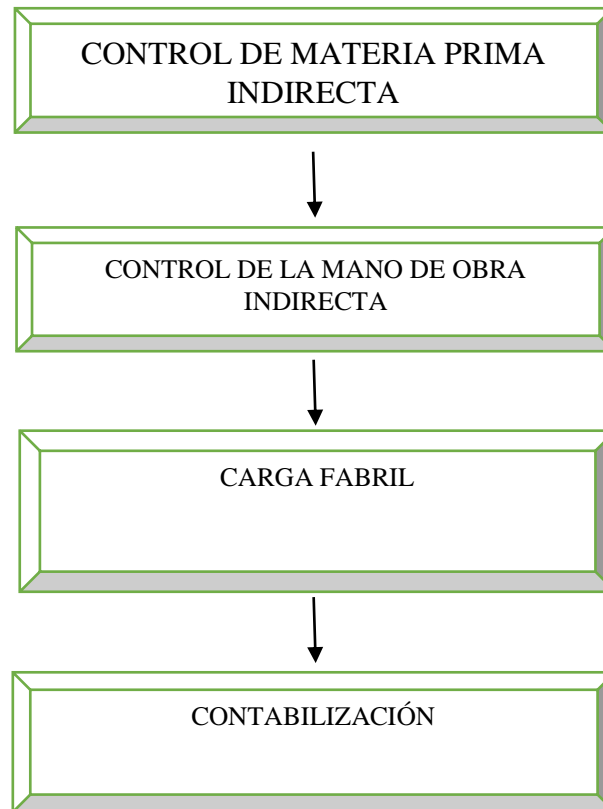 CONTROL DE MATERIA PRIMA
INDIRECTA
CONTROL DE LA MANO DE OBRA
INDIRECTA
CARGA FABRIL
CONTABILIZACIÓN